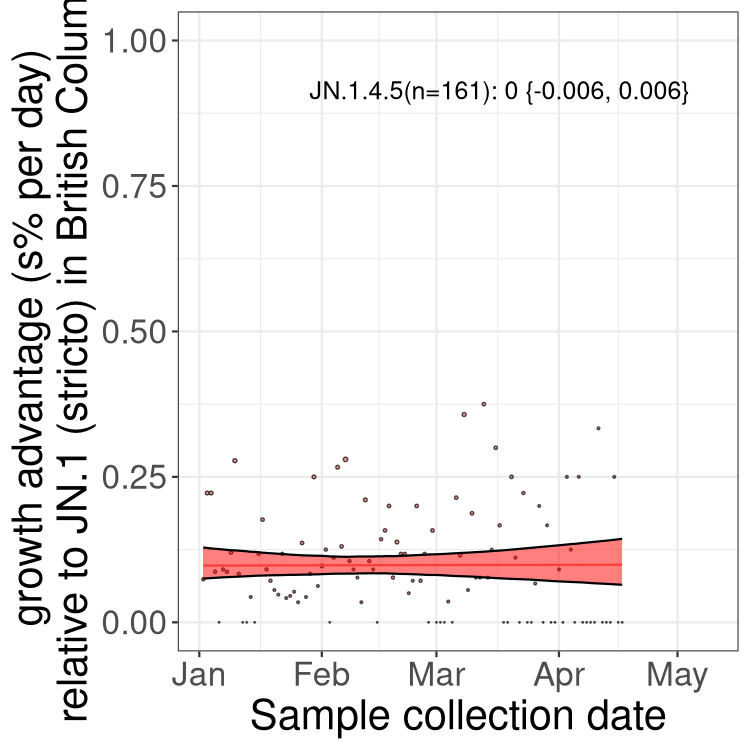 growth advantage (s% per day)
relative to JN.1 (stricto) in British Colum
1.00
0.75
0.50
0.25
0.00
JN.1.4.5(n=161): 0 {-0.006, 0.006}
Jan Feb Mar Apr May
Sample collection date